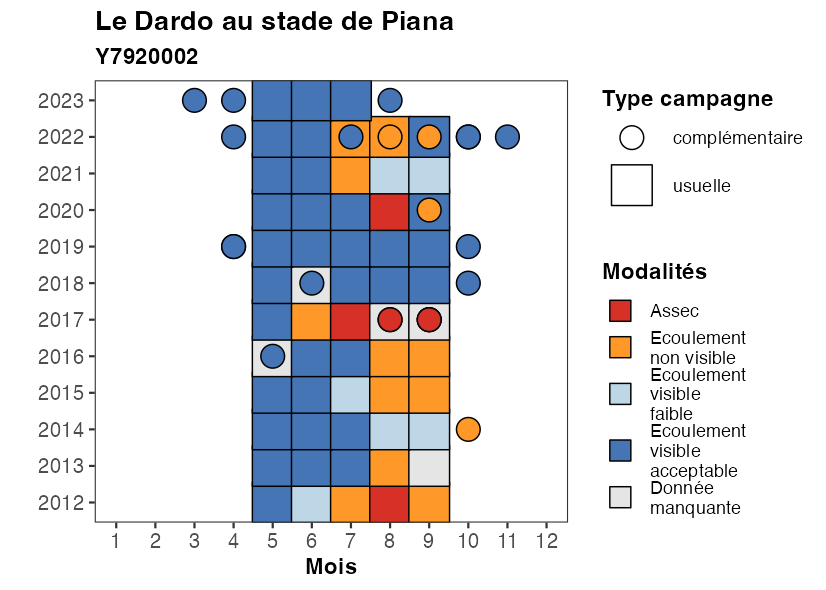 Le Dardo au stade de Piana
Y7920002
2023
2022
2021
2020
2019
2018
2017
2016
2015
2014
2013
2012
1 2 3 4 5 6 7 8 9 10 11 12
Mois
Type campagne
complémentaire
usuelle
Modalités
Assec
Ecoulement
non visible
Ecoulement
visible
faible
Ecoulement
visible
acceptable
Donnée
manquante